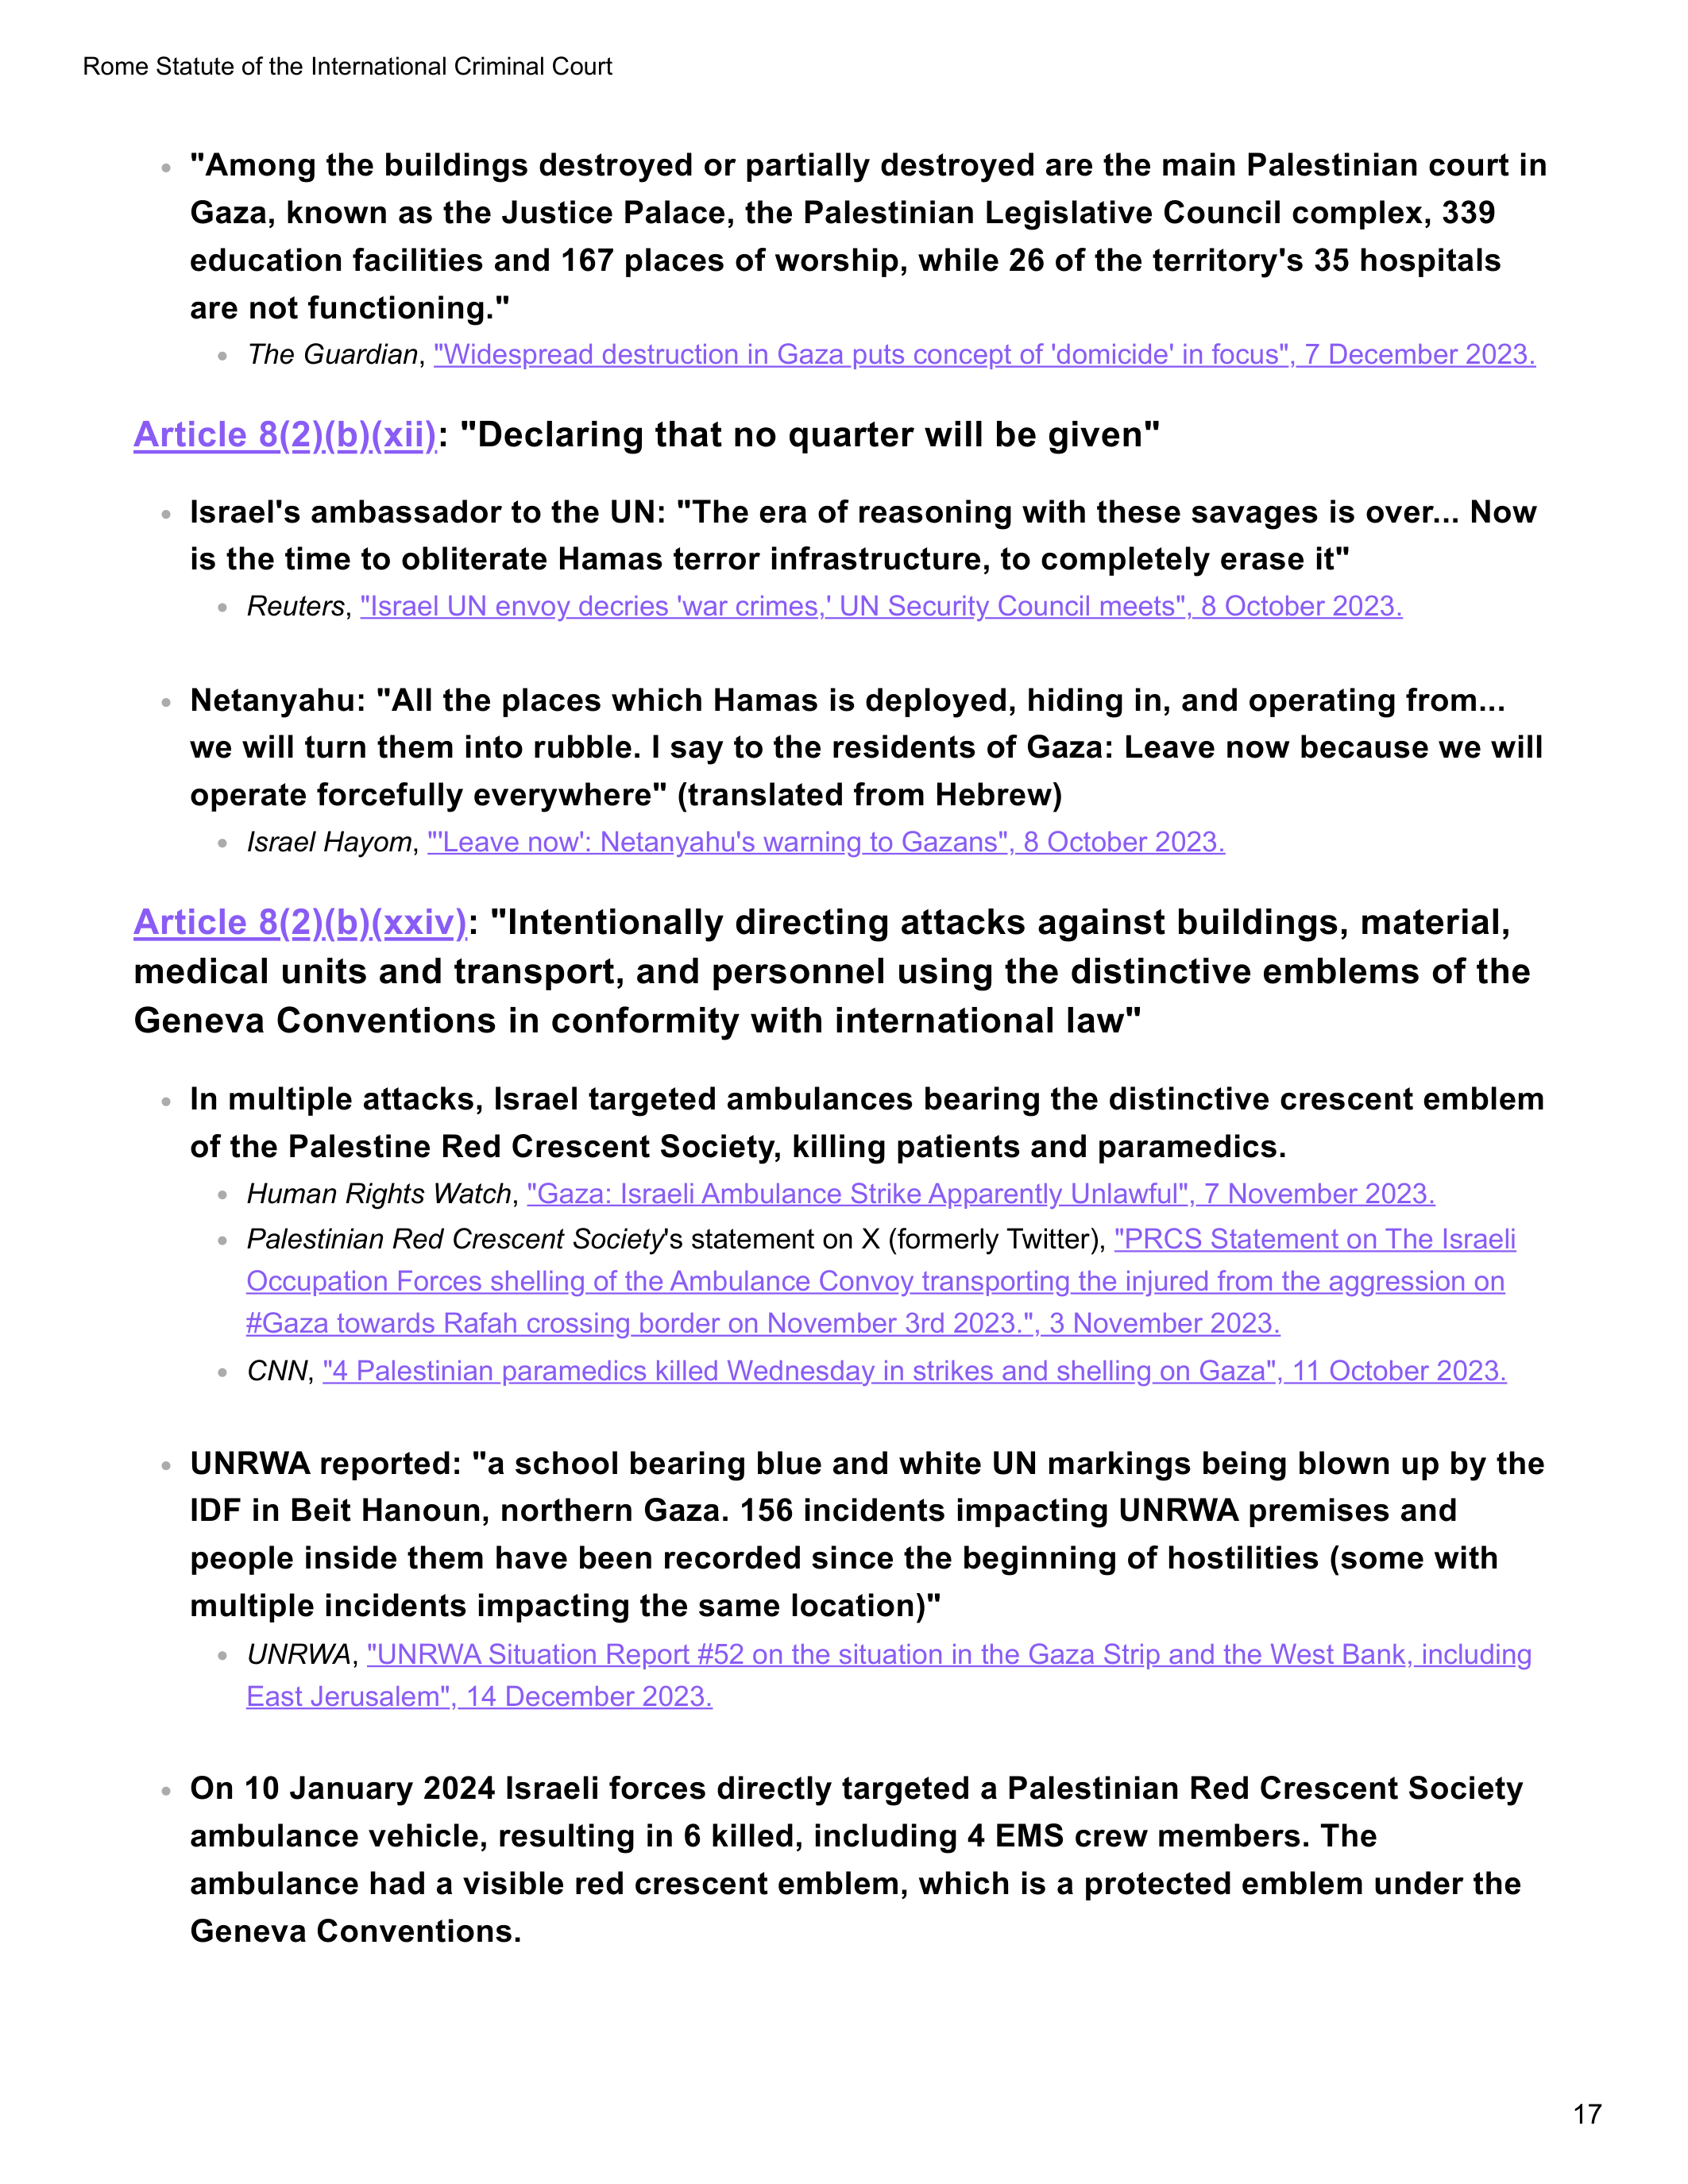 Rome Statute of the International Criminal Court
"Among the buildings destroyed or partially destroyed are the main Palestinian court in
Gaza, known as the Justice Palace, the Palestinian Legislative Council complex, 339
education facilities and 167 places of worship, while 26 of the territory's 35 hospitals
are not functioning."
The Guardian, "Widespread destruction in Gaza puts concept of 'domicide' in focus", 7 December 2023.
Article 8(2)(b)(xii): "Declaring that no quarter will be given"
Israel's ambassador to the UN: "The era of reasoning with these savages is over... Now
is the time to obliterate Hamas terror infrastructure, to completely erase it"
Reuters, "Israel UN envoy decries 'war crimes,' UN Security Council meets", 8 October 2023.
Netanyahu: "All the places which Hamas is deployed, hiding in, and operating from...
we will turn them into rubble. I say to the residents of Gaza: Leave now because we will
operate forcefully everywhere" (translated from Hebrew)
Israel Hayom, "'Leave now': Netanyahu's warning to Gazans", 8 October 2023.
Article 8(2)(b)(xxiv): "Intentionally directing attacks against buildings, material,
medical units and transport, and personnel using the distinctive emblems of the
Geneva Conventions in conformity with international law"
In multiple attacks, Israel targeted ambulances bearing the distinctive crescent emblem
of the Palestine Red Crescent Society, killing patients and paramedics.
Human Rights Watch, "Gaza: Israeli Ambulance Strike Apparently Unlawful", 7 November 2023.
Palestinian Red Crescent Society's statement on X (formerly Twitter), "PRCS Statement on The Israeli
Occupation Forces shelling of the Ambulance Convoy transporting the injured from the aggression on
#Gaza towards Rafah crossing border on November 3rd 2023.", 3 November 2023.
CNN, "4 Palestinian paramedics killed Wednesday in strikes and shelling on Gaza", 11 October 2023.
UNRWA reported: "a school bearing blue and white UN markings being blown up by the
IDF in Beit Hanoun, northern Gaza. 156 incidents impacting UNRWA premises and
people inside them have been recorded since the beginning of hostilities (some with
multiple incidents impacting the same location)"
UNRWA, "UNRWA Situation Report #52 on the situation in the Gaza Strip and the West Bank, including
East Jerusalem", 14 December 2023.
On 10 January 2024 Israeli forces directly targeted a Palestinian Red Crescent Society
ambulance vehicle, resulting in 6 killed, including 4 EMS crew members. The
ambulance had a visible red crescent emblem, which is a protected emblem under the
Geneva Conventions.
17